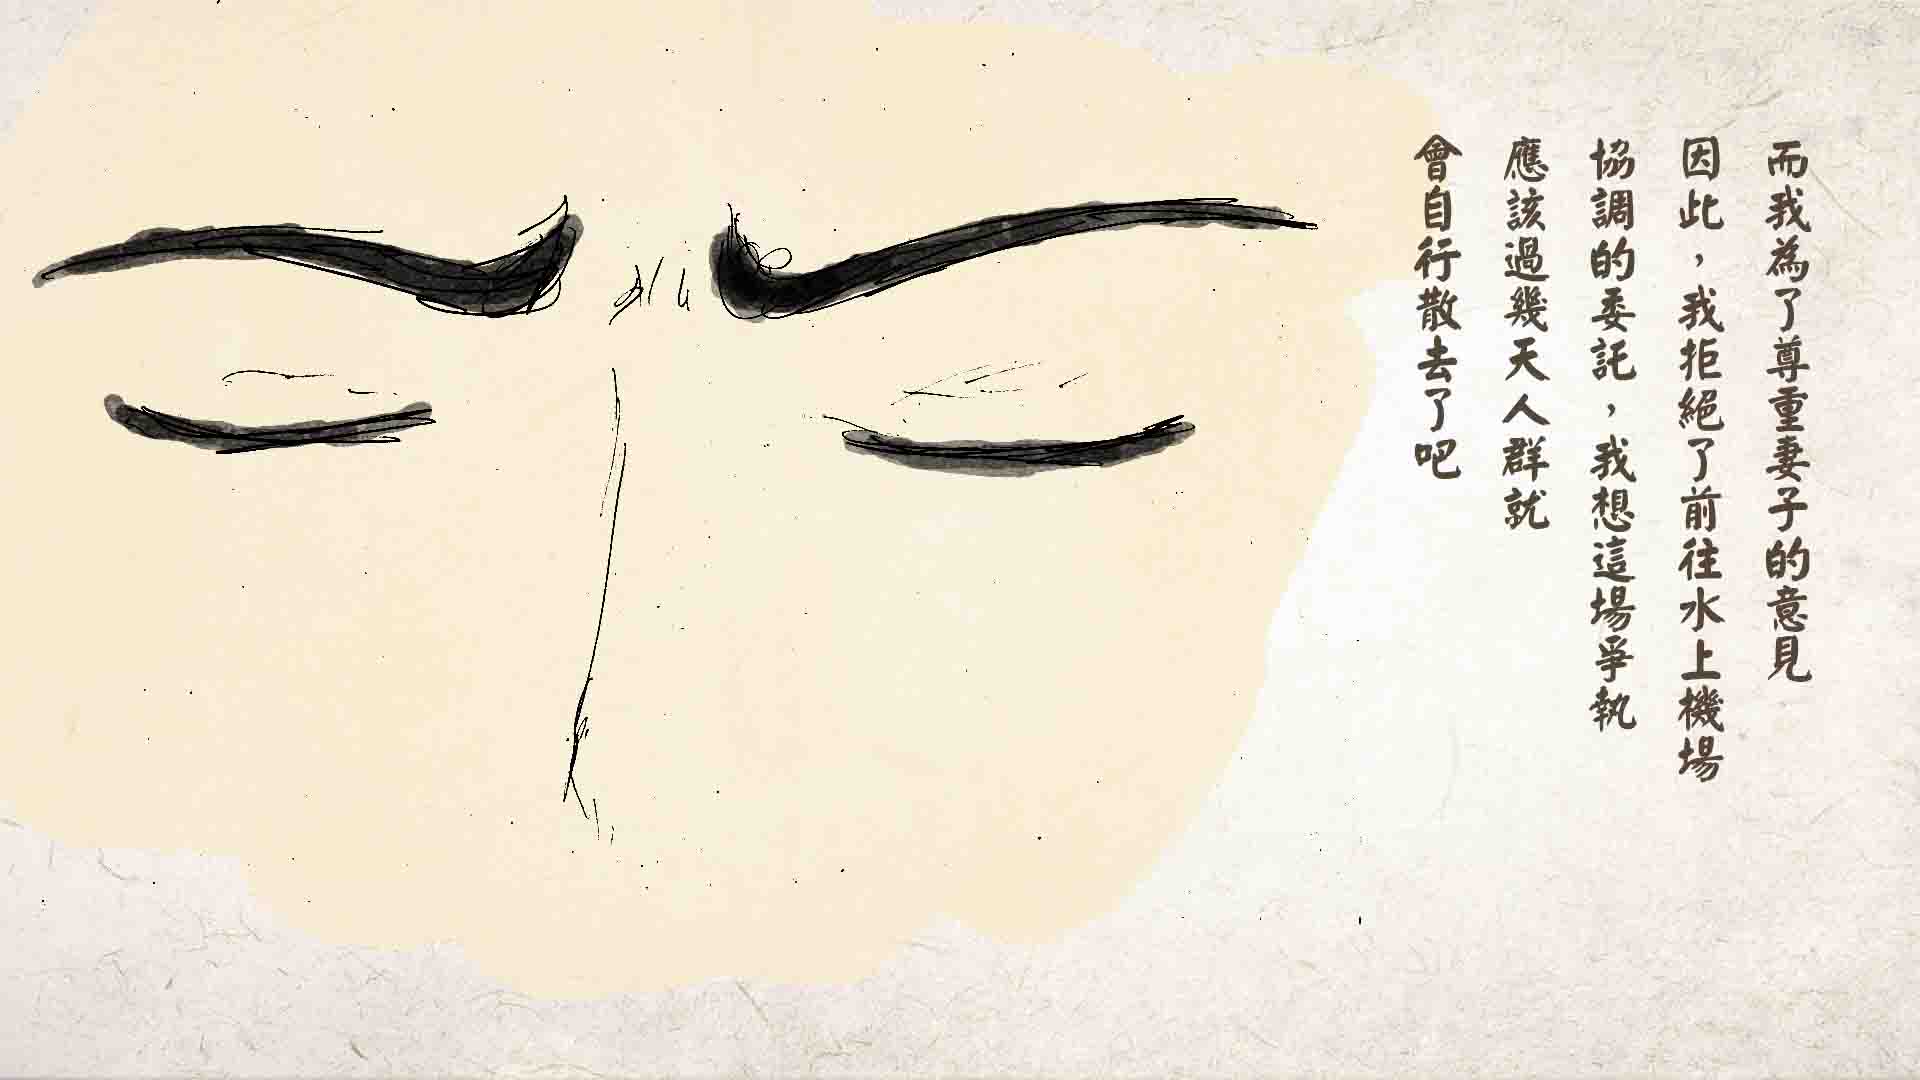 而我為了尊重妻子的意見
因此，我拒絕了前往水上機場
協調的委託，我想這場爭執
應該過幾天人群就
會自行散去了吧